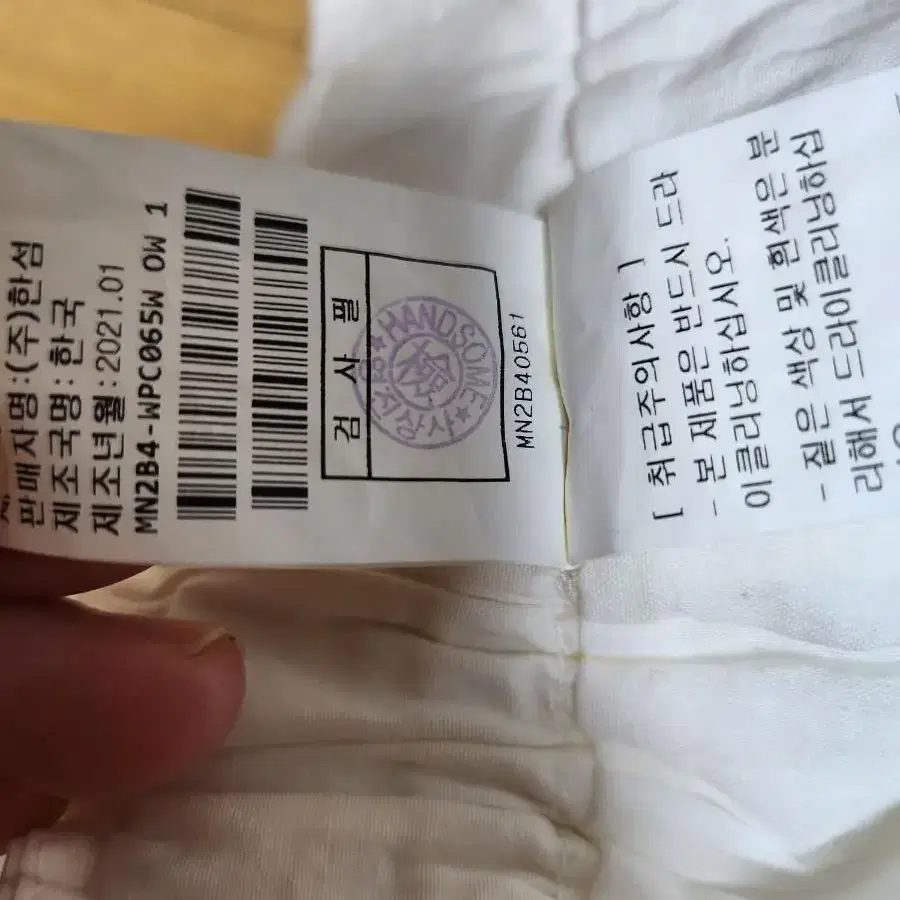 판매자명:(주)한섬
제조국명:한국
제조년월:2021.01
MN2B4-WPC065W OW 1
검 사 필
HANDSOME
MN2B40561
[ 취급주의사항 ]
- 본 제품은 반드시 드라
이클리닝하십시오.
- 짙은 색상 및 흰색은 분
리해서 드라이클리닝하십